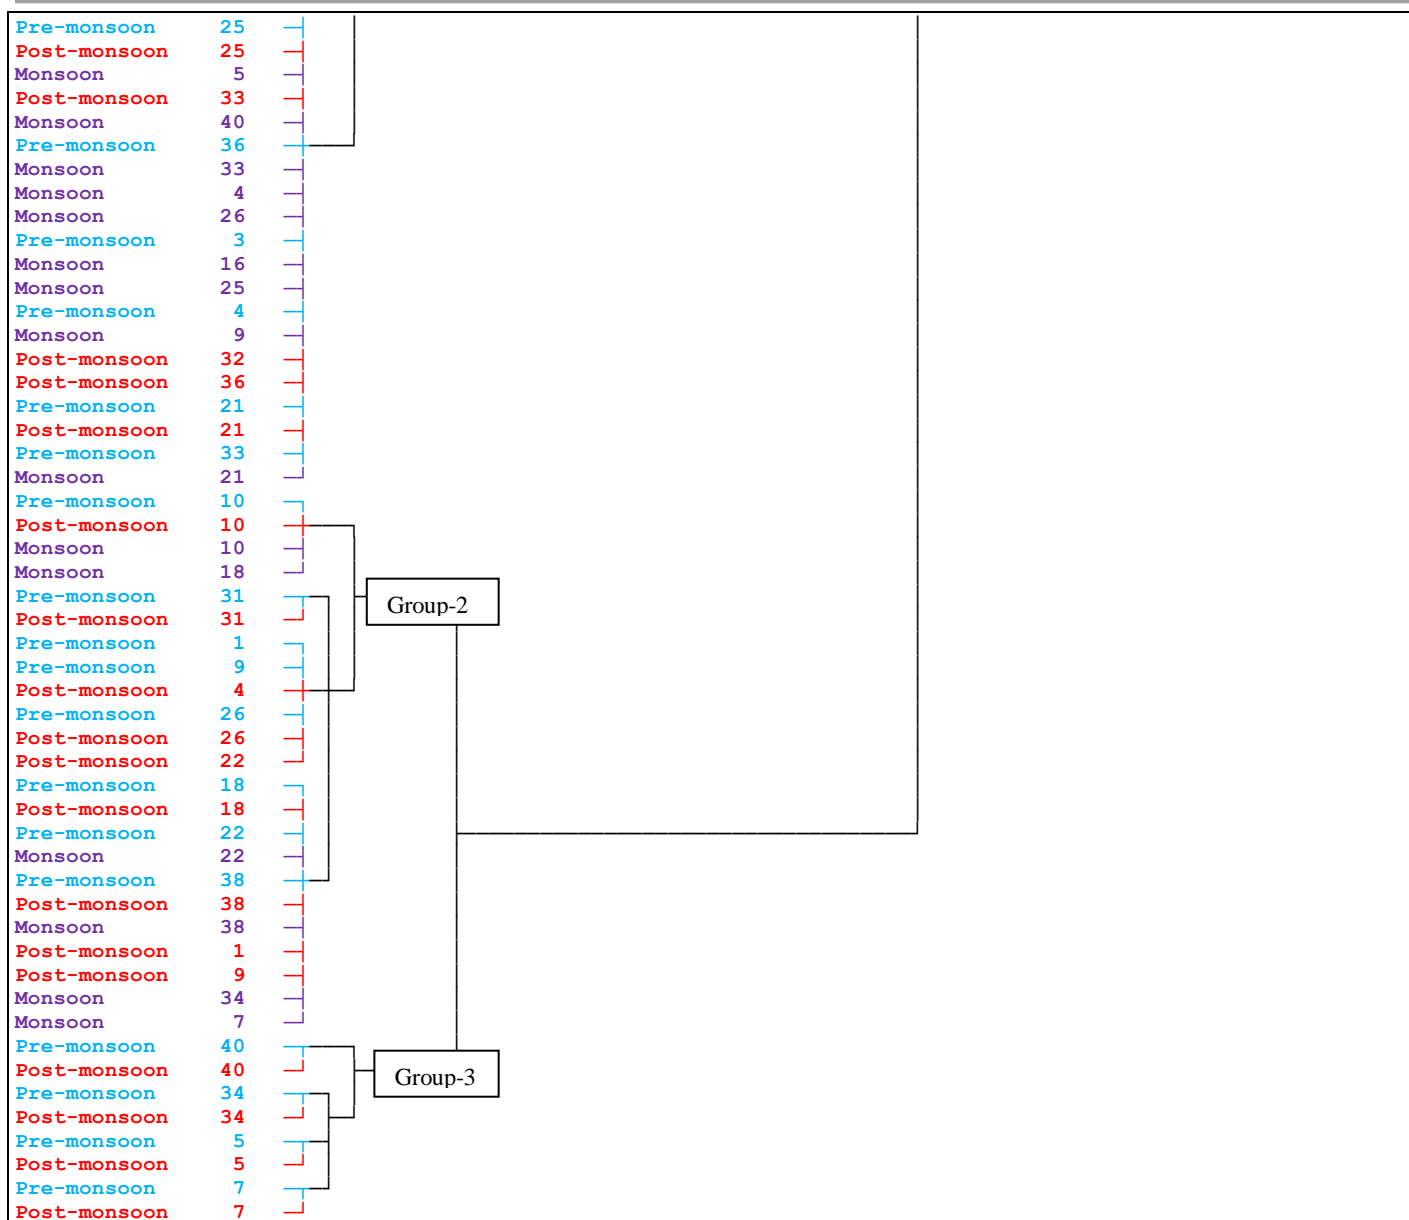 Pre-monsoon 25
Post-monsoon 25
Monsoon 5
Post-monsoon 33
Monsoon 40
Pre-monsoon 36
Monsoon 33
Monsoon 4
Monsoon 26
Pre-monsoon 3
Monsoon 16
Monsoon 25
Pre-monsoon 4
Monsoon 9
Post-monsoon 32
Post-monsoon 36
Pre-monsoon 21
Post-monsoon 21
Pre-monsoon 33
Monsoon 21
Pre-monsoon 10
Post-monsoon 10
Monsoon 10
Monsoon 18
Pre-monsoon 31
Group-2
Post-monsoon 31
Pre-monsoon 1
Pre-monsoon 9
Post-monsoon 4
Pre-monsoon 26
Post-monsoon 26
Post-monsoon 22
Pre-monsoon 18
Post-monsoon 18
Pre-monsoon 22
Monsoon 22
Pre-monsoon 38
Post-monsoon 38
Monsoon 38
Post-monsoon 1
Post-monsoon 9
Monsoon 34
Monsoon 7
Pre-monsoon 40
Post-monsoon 40
Group-3
Pre-monsoon 34
Post-monsoon 34
Pre-monsoon 5
Post-monsoon 5
Pre-monsoon 7
Post-monsoon 7